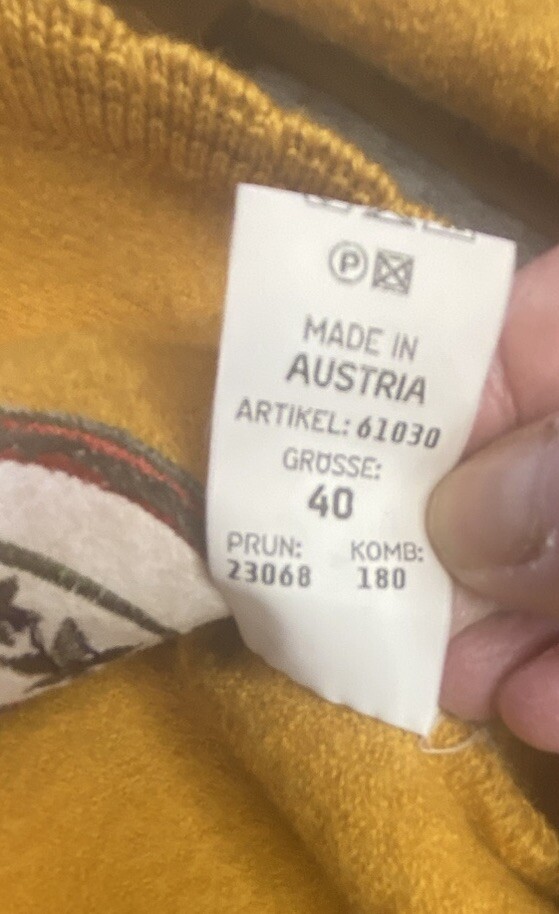 P
MADE IN
AUSTRIA
ARTIKEL: 61030
GRÖSSE:
40
PRUN: KOMB:
23068 180